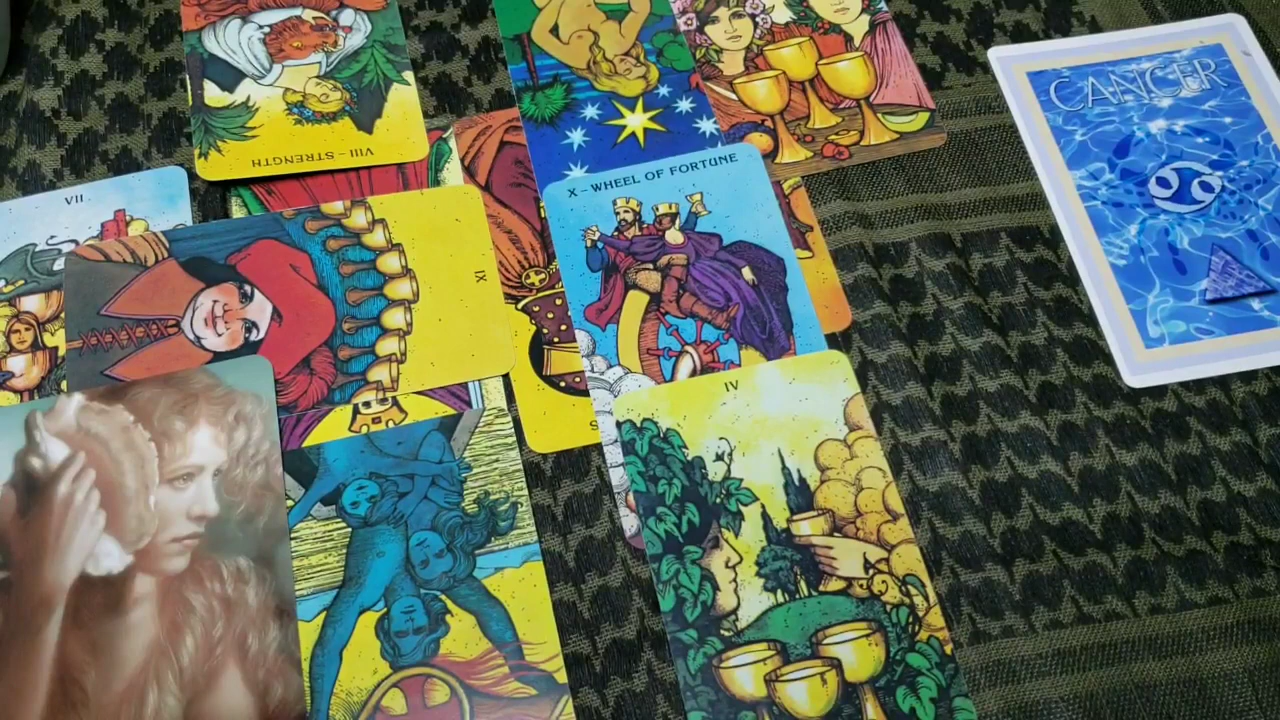 VIII – STRENGTH
CANCER
X – WHEEL OF FORTUNE
VII
IX
IV
S